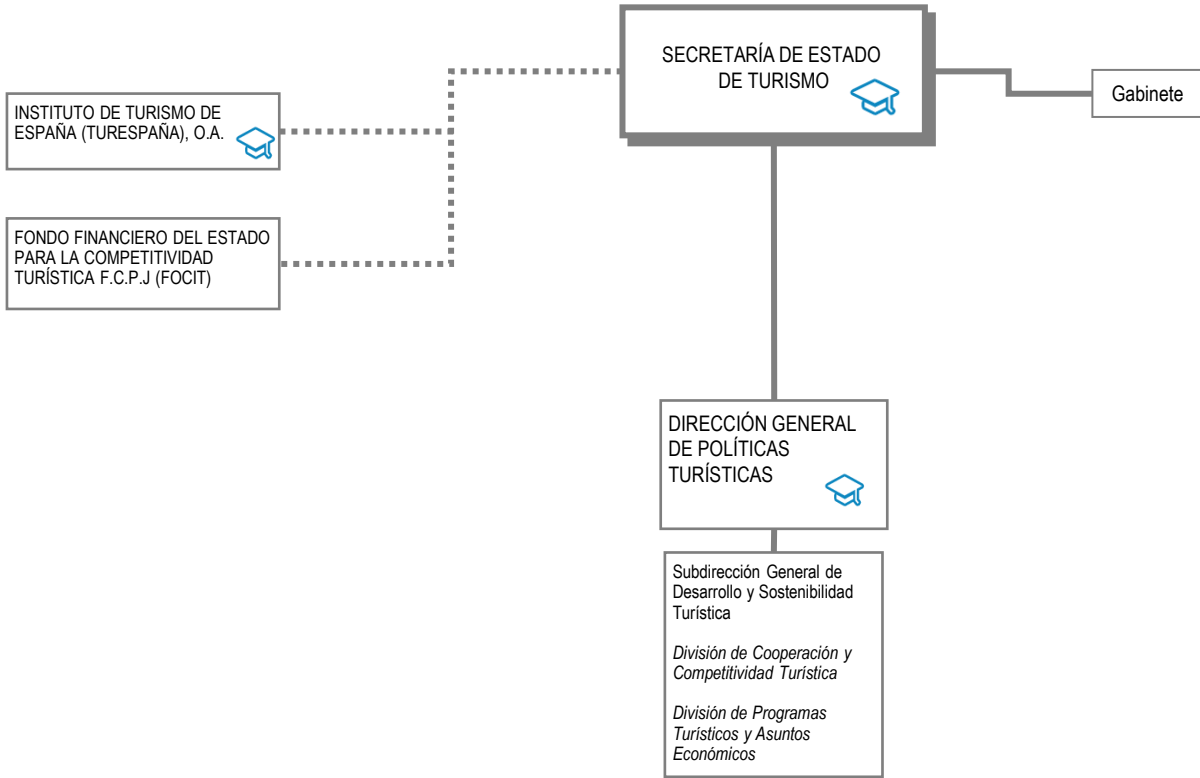 SECRETARÍA DE ESTADO
DE TURISMO
Gabinete
INSTITUTO DE TURISMO DE
ESPAÑA (TURESPAÑA), O.A.
FONDO FINANCIERO DEL ESTADO
PARA LA COMPETITIVIDAD
TURÍSTICA F.C.P.J (FOCIT)
DIRECCIÓN GENERAL
DE POLÍTICAS
TURÍSTICAS
Subdirección General de
Desarrollo y Sostenibilidad
Turística
División de Cooperación y
Competitividad Turística
División de Programas
Turísticos y Asuntos
Económicos